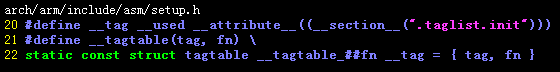 arch/arm/include/asm/setup.h
20 #define __tag __used __attribute__((__section__(".taglist.init")))
21 #define __tagtable(tag, fn) \
22 static const struct tagtable __tagtable_##fn __tag = { tag, fn }